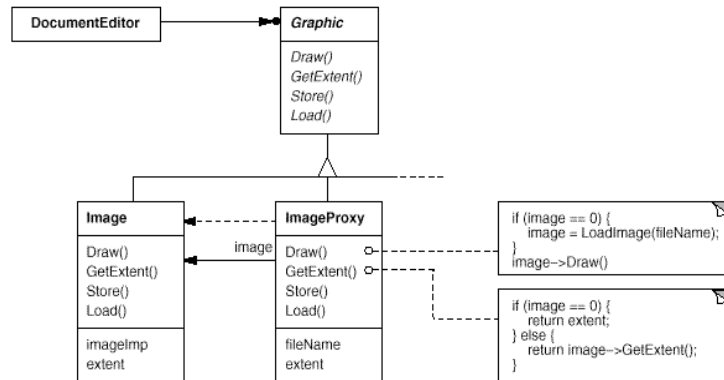 DocumentEditor
Graphic
Draw()
GetExtent()
Store()
Load()
Image
Draw()
GetExtent()
Store()
Load()
imageImp
extent
image
ImageProxy
Draw()
GetExtent()
Store()
Load()
fileName
extent
if (image == 0) {
image = LoadImage(fileName);
}
image->Draw()
if (image == 0) {
return extent;
} else {
return image->GetExtent();
}